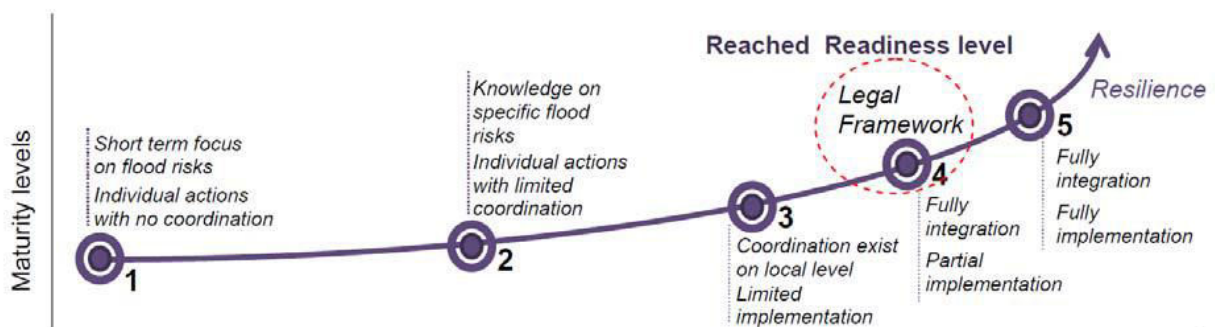 Maturity levels
Short term focus
on flood risks
Individual actions
with no coordination
1
Knowledge on
specific flood
risks
Individual actions
with limited
coordination
2
Reached Readiness level
3
Coordination exist
on local level
Limited
implementation
Legal
Framework
4
Fully
integration
Partial
implementation
5
Fully
integration
Fully
implementation
Resilience